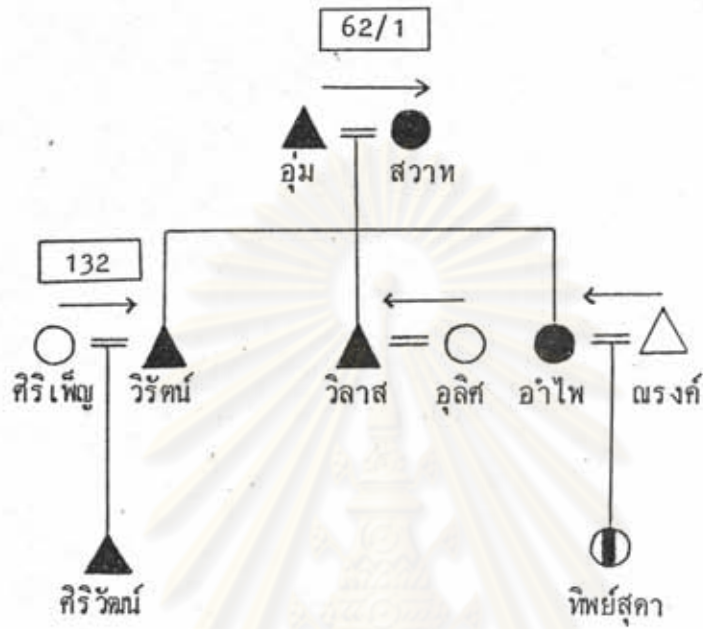 62/1
อุ่ม สวาท
132
ศิริเพ็ญ วิรัตน์ วิลาส อุลิศ อำไพ ณรงค์
ศิริวัฒน์ ทิพย์สุดา